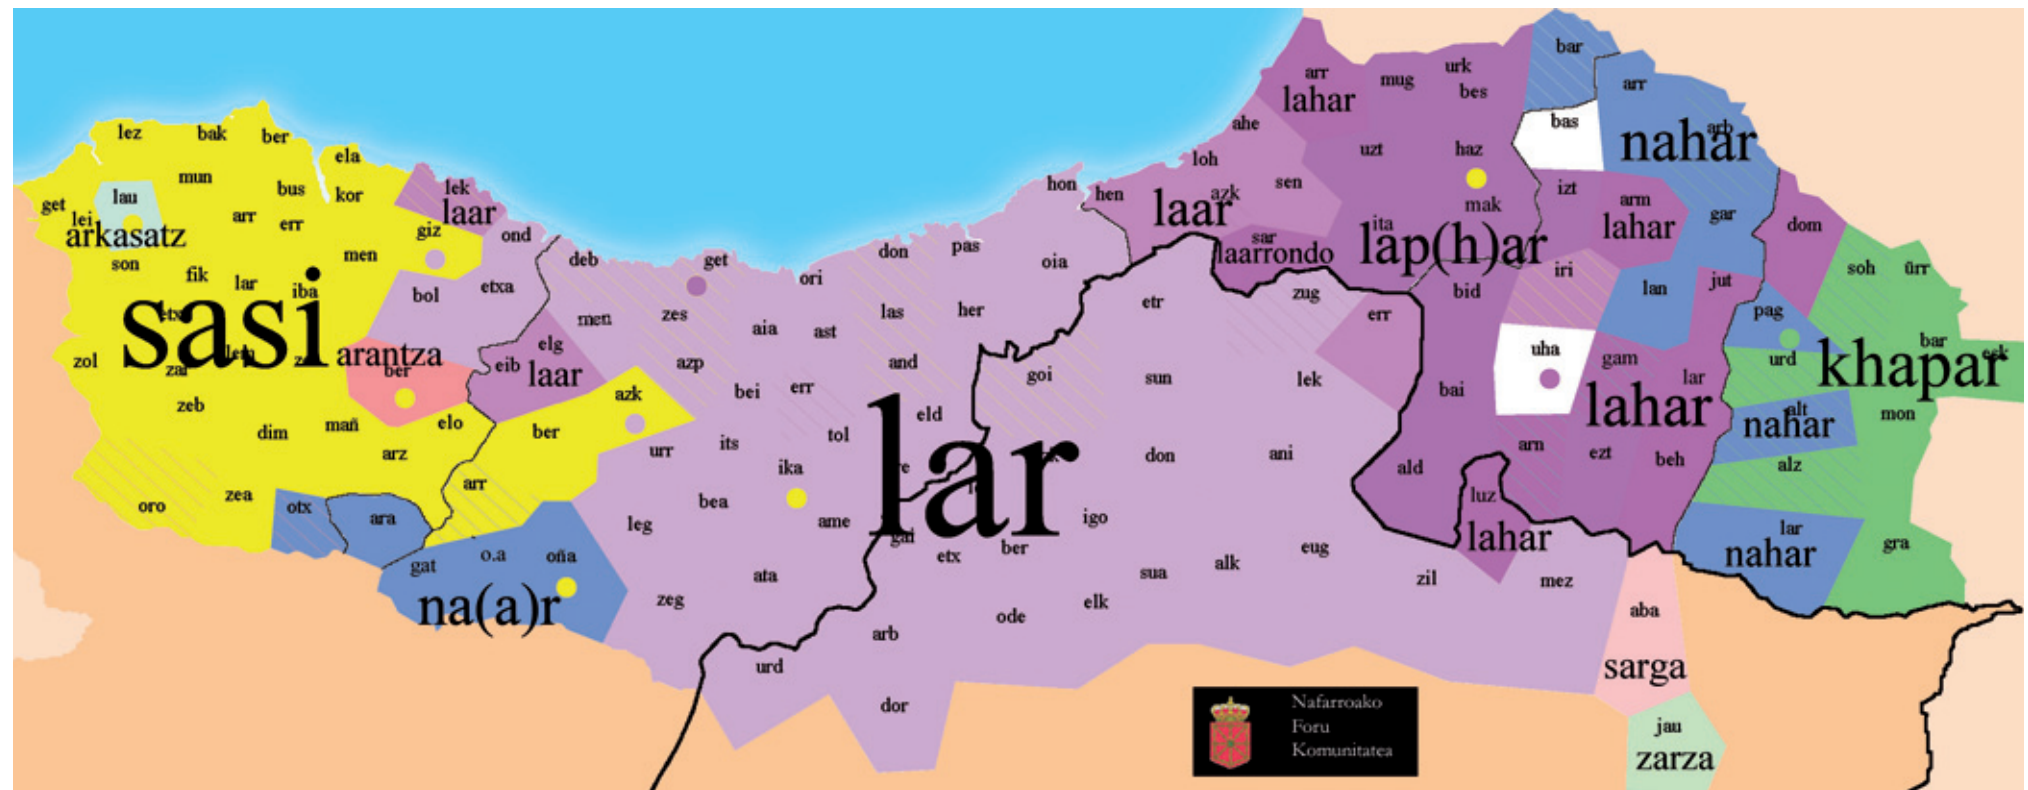 lez
bak
ber
ela
mun
bus
kor
lau
get
lei
arr
err
arkasatz
son
fik
lar
iba
men
sasi
zol
zeb
dim
mañ
arz
elo
oro
zea
otx
ara
arantza
ber
lek
laar
giz
ond
bol
etxa
eib
elg
laar
azk
ber
arr
gat
o.a
oña
na(a)r
deb
get
ori
don
pas
hon
oia
men
zes
aia
ast
las
her
azp
bei
err
and
eld
its
tol
urr
ika
bea
leg
ame
ata
zeg
lar
goi
etr
sun
zug
lek
err
don
ani
gal
etx
ber
igo
sua
alk
eug
zil
mez
ode
elk
arb
urd
dor
hen
loh
ahe
azk
sen
laar
sar
laarrondo
arr
lahar
mug
urk
bes
uzt
haz
mak
ita
lap(h)ar
bar
bas
arr
arb
nahar
izt
arm
lahar
gar
iri
lan
jut
bid
uha
gam
lar
lahar
bai
arn
ezt
beh
ald
luz
lahar
dom
soh
ürr
pag
urd
bar
esk
khapar
alt
nahar
mon
alz
lar
nahar
gra
aba
sarga
jau
zarza
Nafarroako
Foru
Komunitatea